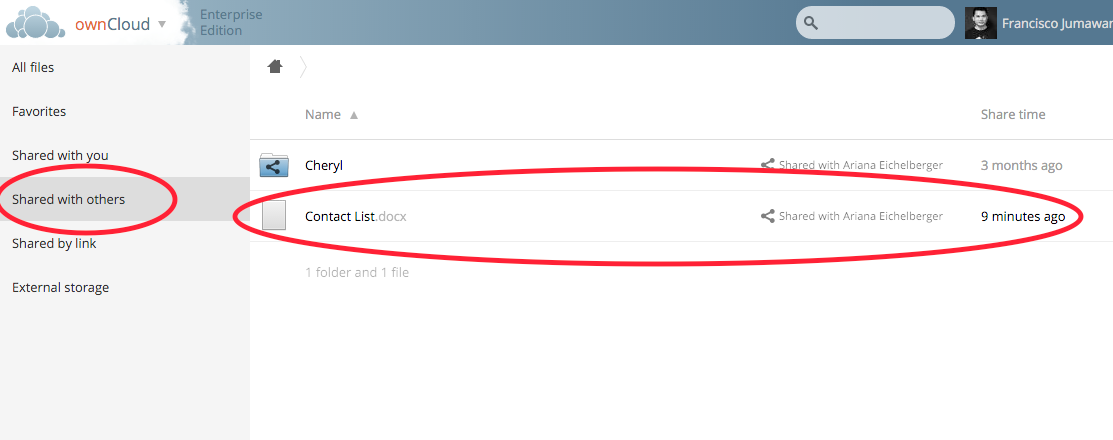 ownCloud
Enterprise
Edition
Francisco Jumawan
All files
Favorites
Shared with you
Shared with others
Shared by link
External storage
Name
Share time
Cheryl
Shared with Ariana Eichelberger
3 months ago
Contact List.docx
Shared with Ariana Eichelberger
9 minutes ago
1 folder and 1 file